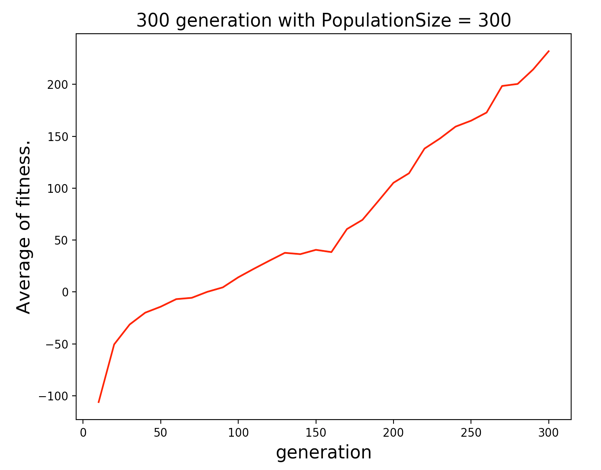 300 generation with PopulationSize = 300
Average of fitness.
200
150
100
50
0
−50
−100
0 50 100 150 200 250 300
generation